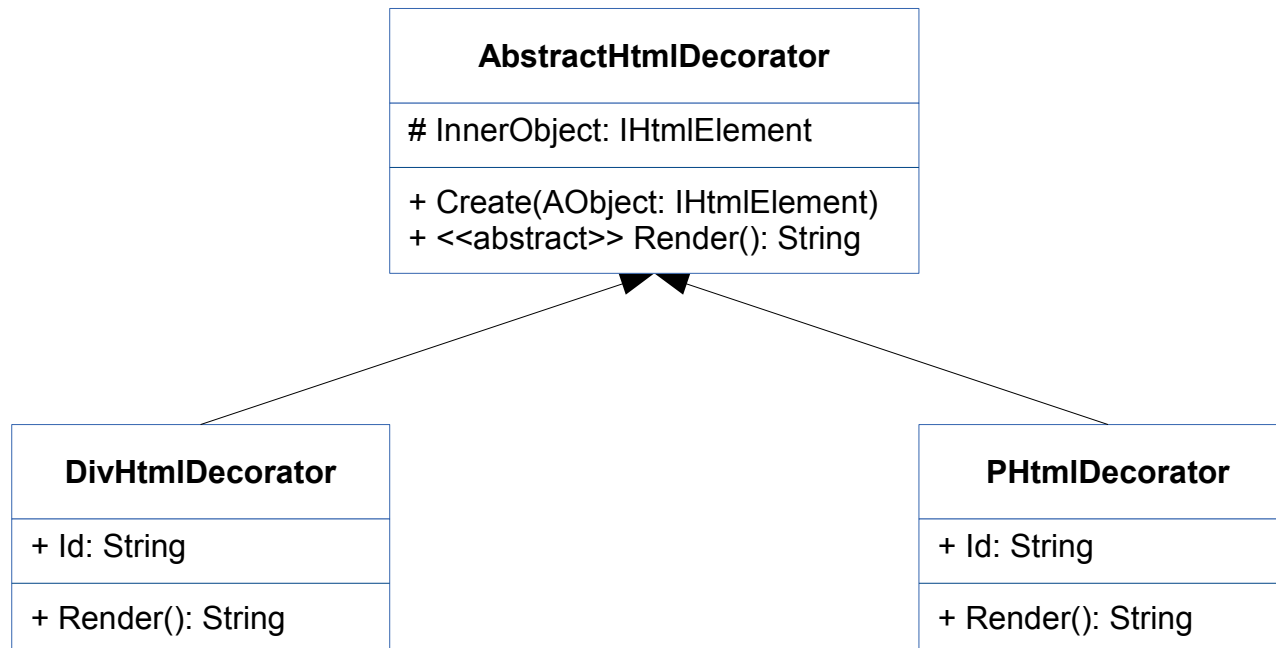 AbstractHtmlDecorator
# InnerObject: IHtmlElement
+ Create(AObject: IHtmlElement)
+ <<abstract>> Render(): String
DivHtmlDecorator
+ Id: String
+ Render(): String
PHtmlDecorator
+ Id: String
+ Render(): String